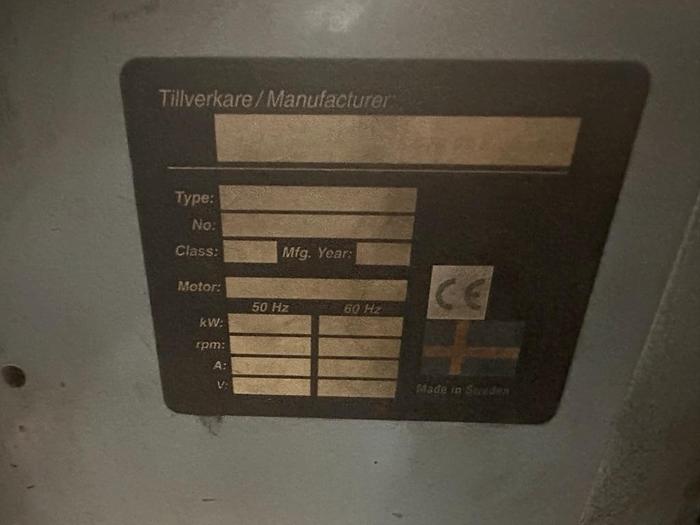 Tillverkare / Manufacturer:
Type:
No:
Class: Mfg. Year:
Motor:
50 Hz 60 Hz
kW:
rpm:
A:
V:
CE
Made in Sweden